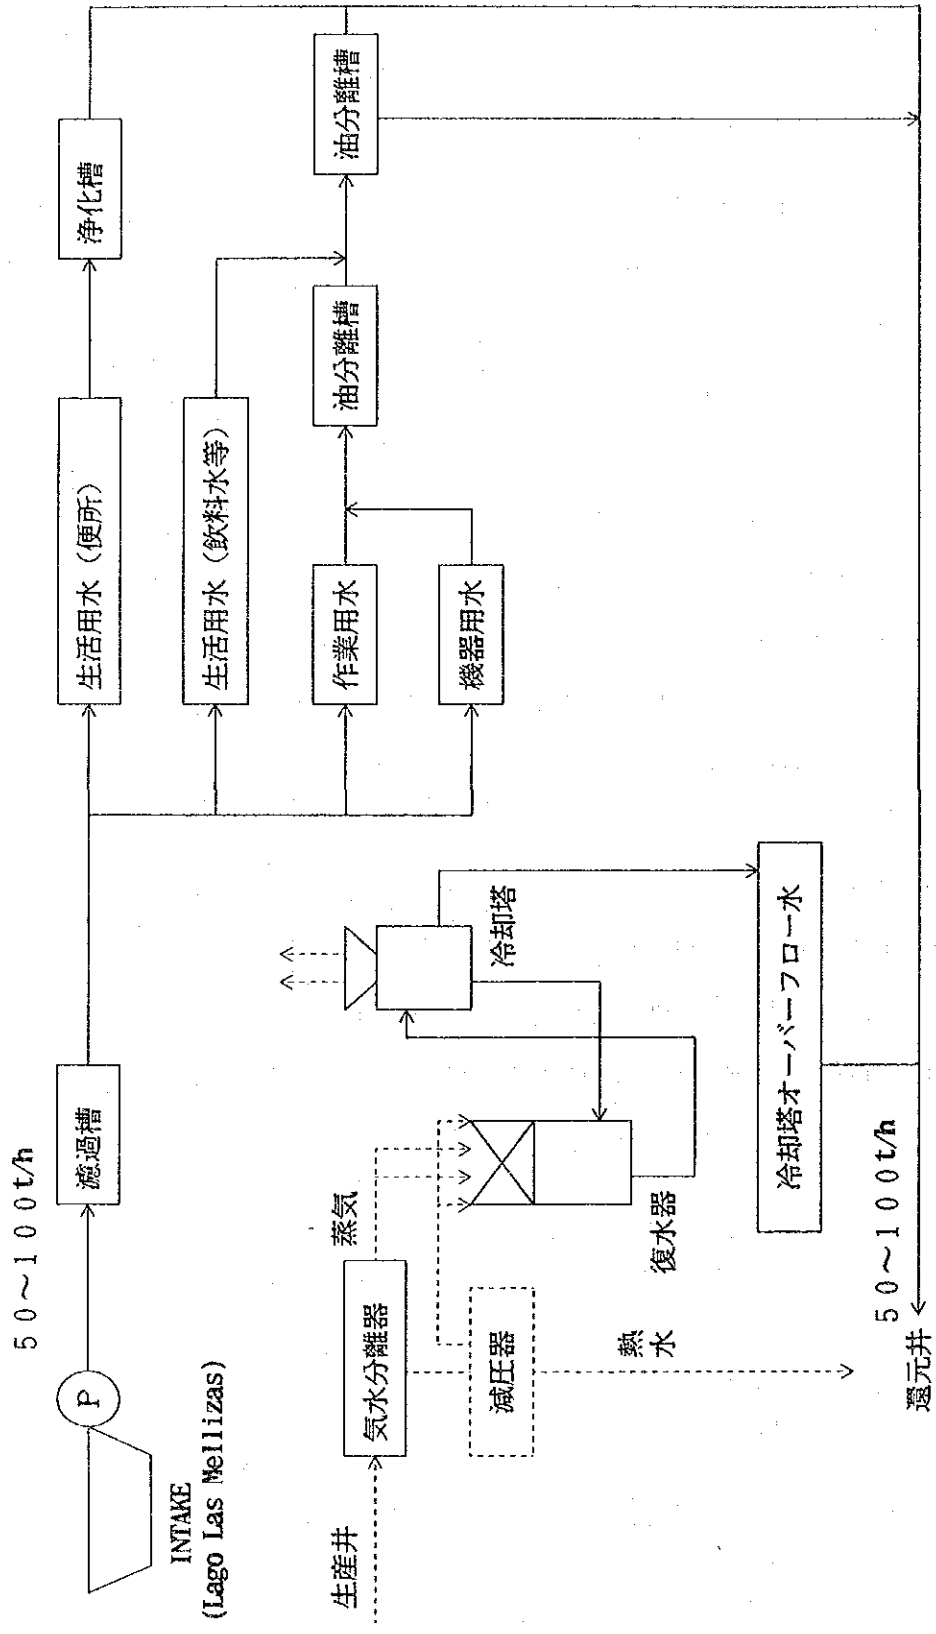 50～100t/h
P
INTAKE
(Lago Las Mellizas)
濾過槽
生活用水（便所）
浄化槽
生活用水（飲料水等）
作業用水
油分離槽
油分離槽
機器用水
生産井
気水分離器
蒸気
減圧器
熱水
復水器
冷却塔
冷却塔オーバーフロー水
50～100t/h
還元井